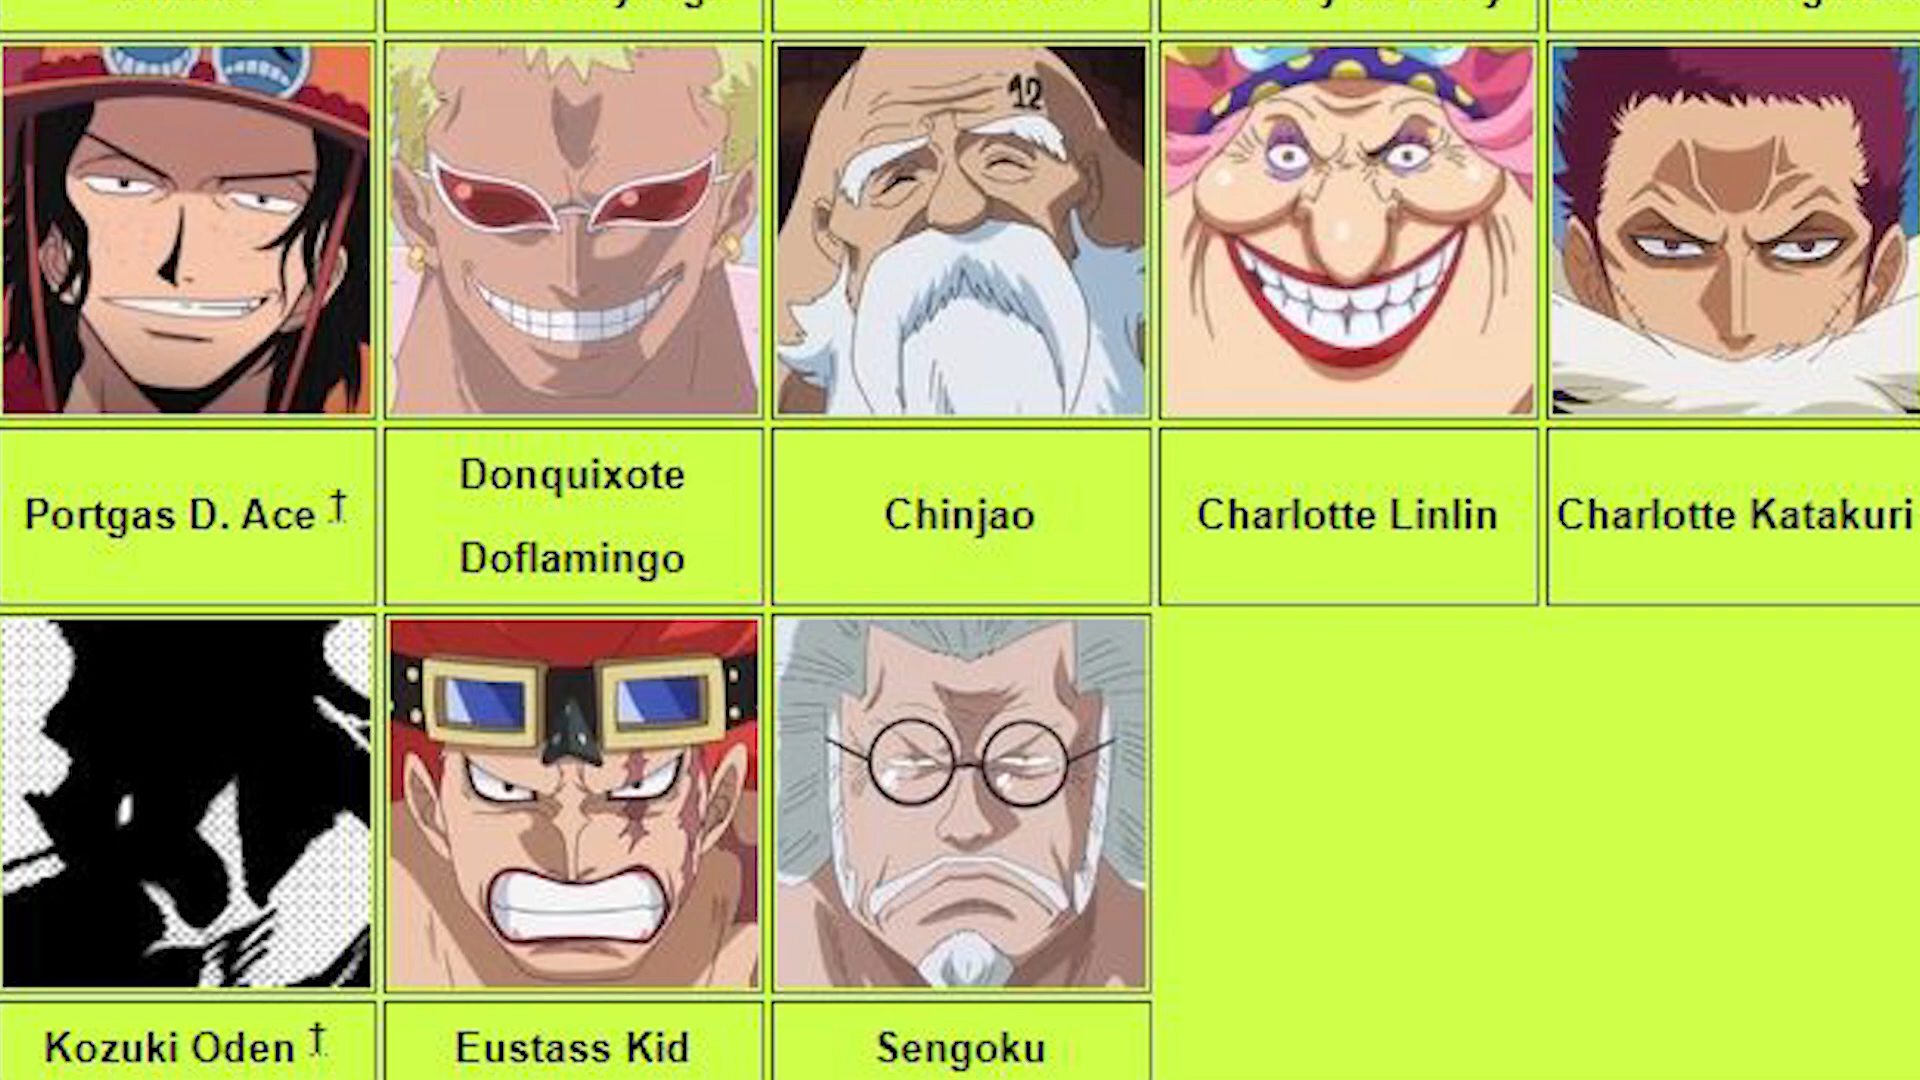 12
Portgas D. Ace †
Donquixote
Doflamingo
Chinjao
Charlotte Linlin
Charlotte Katakuri
Kozuki Oden †
Eustass Kid
Sengoku